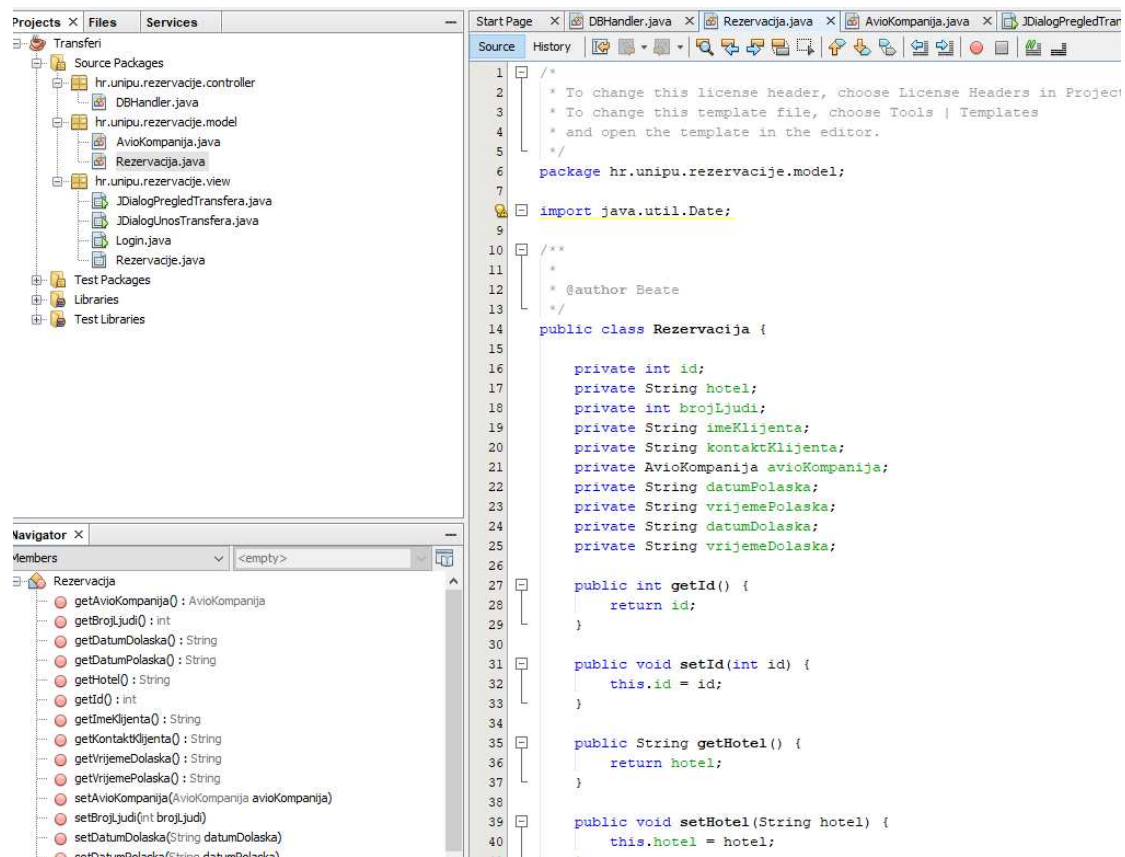 Projects Files Services
Transferi
Source Packages
hr.unipu.rezervacije.controller
DBHandler.java
hr.unipu.rezervacije.model
AvioKompanija.java
Rezervacija.java
hr.unipu.rezervacije.view
JDialogPregledTransfera.java
JDialogUnosTransfera.java
Login.java
Rezervacije.java
Test Packages
Libraries
Test Libraries
Navigator
Members <empty>
Rezervacija
getAvioKompanija() : AvioKompanija
getBrojLjudi() : int
getDatumDolaska() : String
getDatumPolaska() : String
getHotel() : String
getId() : int
getImeKlijenta() : String
getKontaktKlijenta() : String
getVrijemeDolaska() : String
getVrijemePolaska() : String
setAvioKompanija(AvioKompanija avioKompanija)
setBrojLjudi(int brojLjudi)
setDatumDolaska(String datumDolaska)
setDatumPolaska(String datumPolaska)
Start Page DBHandler.java Rezervacija.java AvioKompanija.java JDialogPregledTran
Source History
1 /*
2 * To change this license header, choose License Headers in Project
3 * To change this template file, choose Tools | Templates
4 * and open the template in the editor.
5 */
6 package hr.unipu.rezervacije.model;
7
import java.util.Date;
9
10 /**
11 *
12 * @author Beate
13 */
14 public class Rezervacija {
15
16 private int id;
17 private String hotel;
18 private int brojLjudi;
19 private String imeKlijenta;
20 private String kontaktKlijenta;
21 private AvioKompanija avioKompanija;
22 private String datumPolaska;
23 private String vrijemePolaska;
24 private String datumDolaska;
25 private String vrijemeDolaska;
26
27 public int getId() {
28 return id;
29 }
30
31 public void setId(int id) {
32 this.id = id;
33 }
34
35 public String getHotel() {
36 return hotel;
37 }
38
39 public void setHotel(String hotel) {
40 this.hotel = hotel;